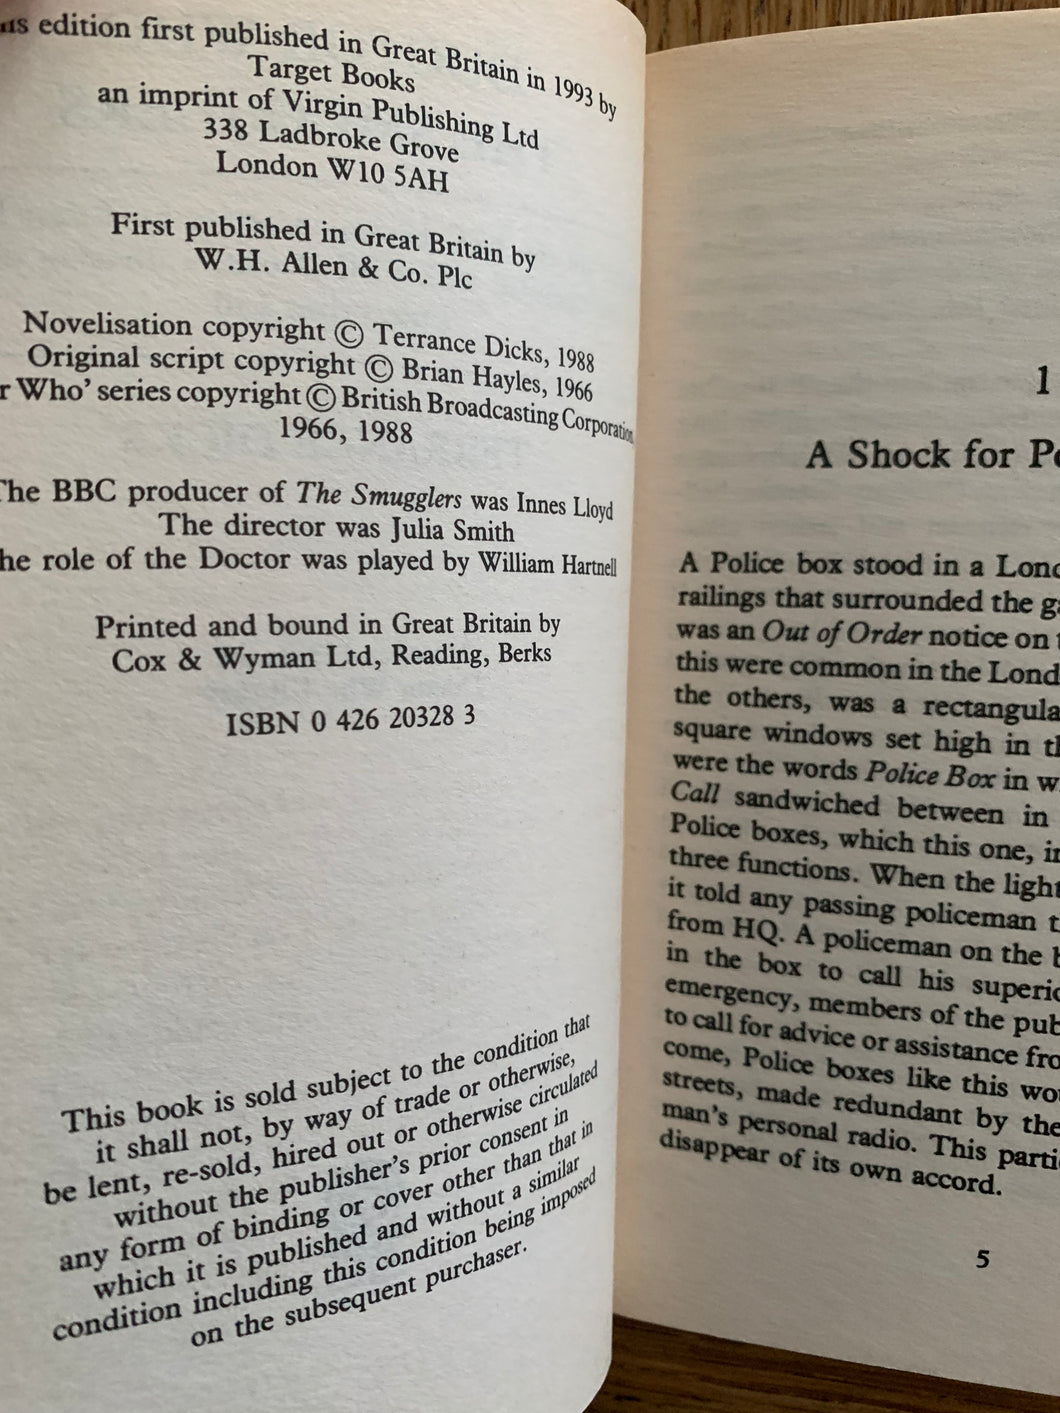 edition first published in Great Britain in 1993 by
Target Books
an imprint of Virgin Publishing Ltd
338 Ladbroke Grove
London W10 5AH
First published in Great Britain by
W.H. Allen & Co. Plc
Novelisation copyright © Terrance Dicks, 1988
Original script copyright © Brian Hayles, 1966
r Who' series copyright © British Broadcasting Corporation
1966, 1988
The BBC producer of The Smugglers was Innes Lloyd
The director was Julia Smith
he role of the Doctor was played by William Hartnell
Printed and bound in Great Britain by
Cox & Wyman Ltd, Reading, Berks
ISBN 0 426 20328 3
This book is sold subject to the condition that
it shall not, by way of trade or otherwise,
be lent, re-sold, hired out or otherwise circulated
without the publisher's prior consent in
any form of binding or cover other than that in
which it is published and without a similar
condition including this condition being imposed
on the subsequent purchaser.
1
A Shock for
A Police box stood in a
railings that surrounded the
was an Out of Order notice on
this were common in the
the others, was a
square windows set high in
were the words Police Box in
Call sandwiched between in
Police boxes, which this one,
three functions. When the light
it told any passing policeman
from HQ. A policeman on the
in the box to call his
emergency, members of the
to call for advice or assistance
come, Police boxes like this
streets, made redundant by the
man's personal radio. This
disappear of its own accord.
5